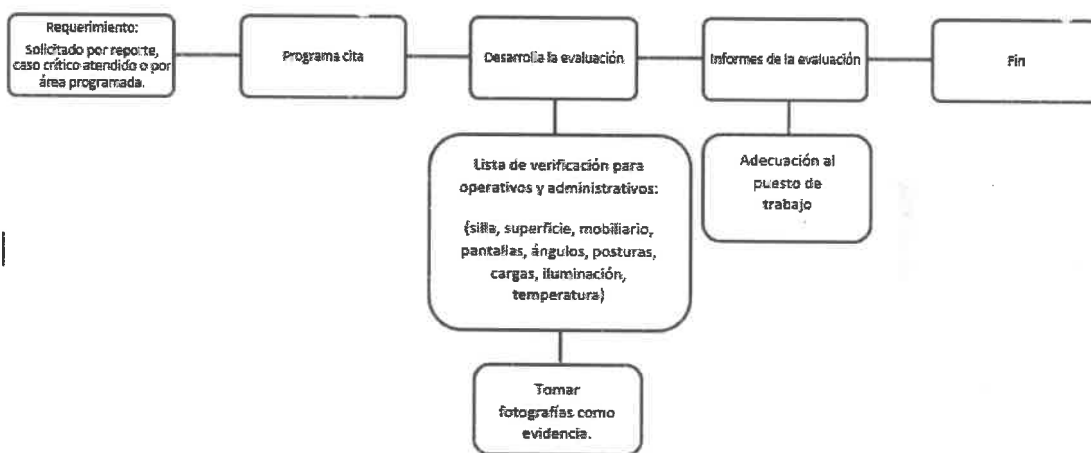 Requerimiento:
Solicitado por reporte,
caso crítico atendido o por
área programada.
Programa cita
Desarrolla la evaluación
Informes de la evaluación
Fin
Lista de verificación para
operativos y administrativos:
(silla, superficie, mobiliario,
pantallas, ángulos, posturas,
cargas, iluminación,
temperatura)
Adecuación al
puesto de
trabajo
Tomar
fotografías como
evidencia.